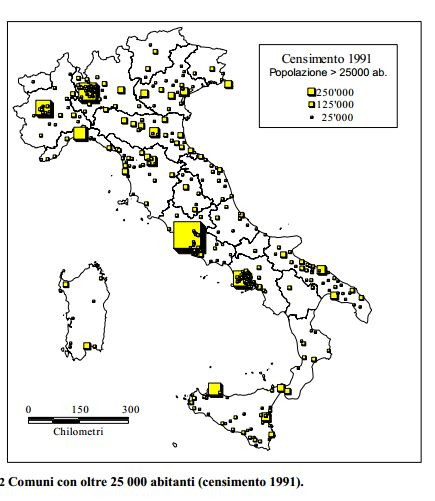 Censimento 1991
Popolazione > 25000 ab.
250'000
125'000
25'000
0 150 300
Chilometri
2 Comuni con oltre 25 000 abitanti (censimento 1991).